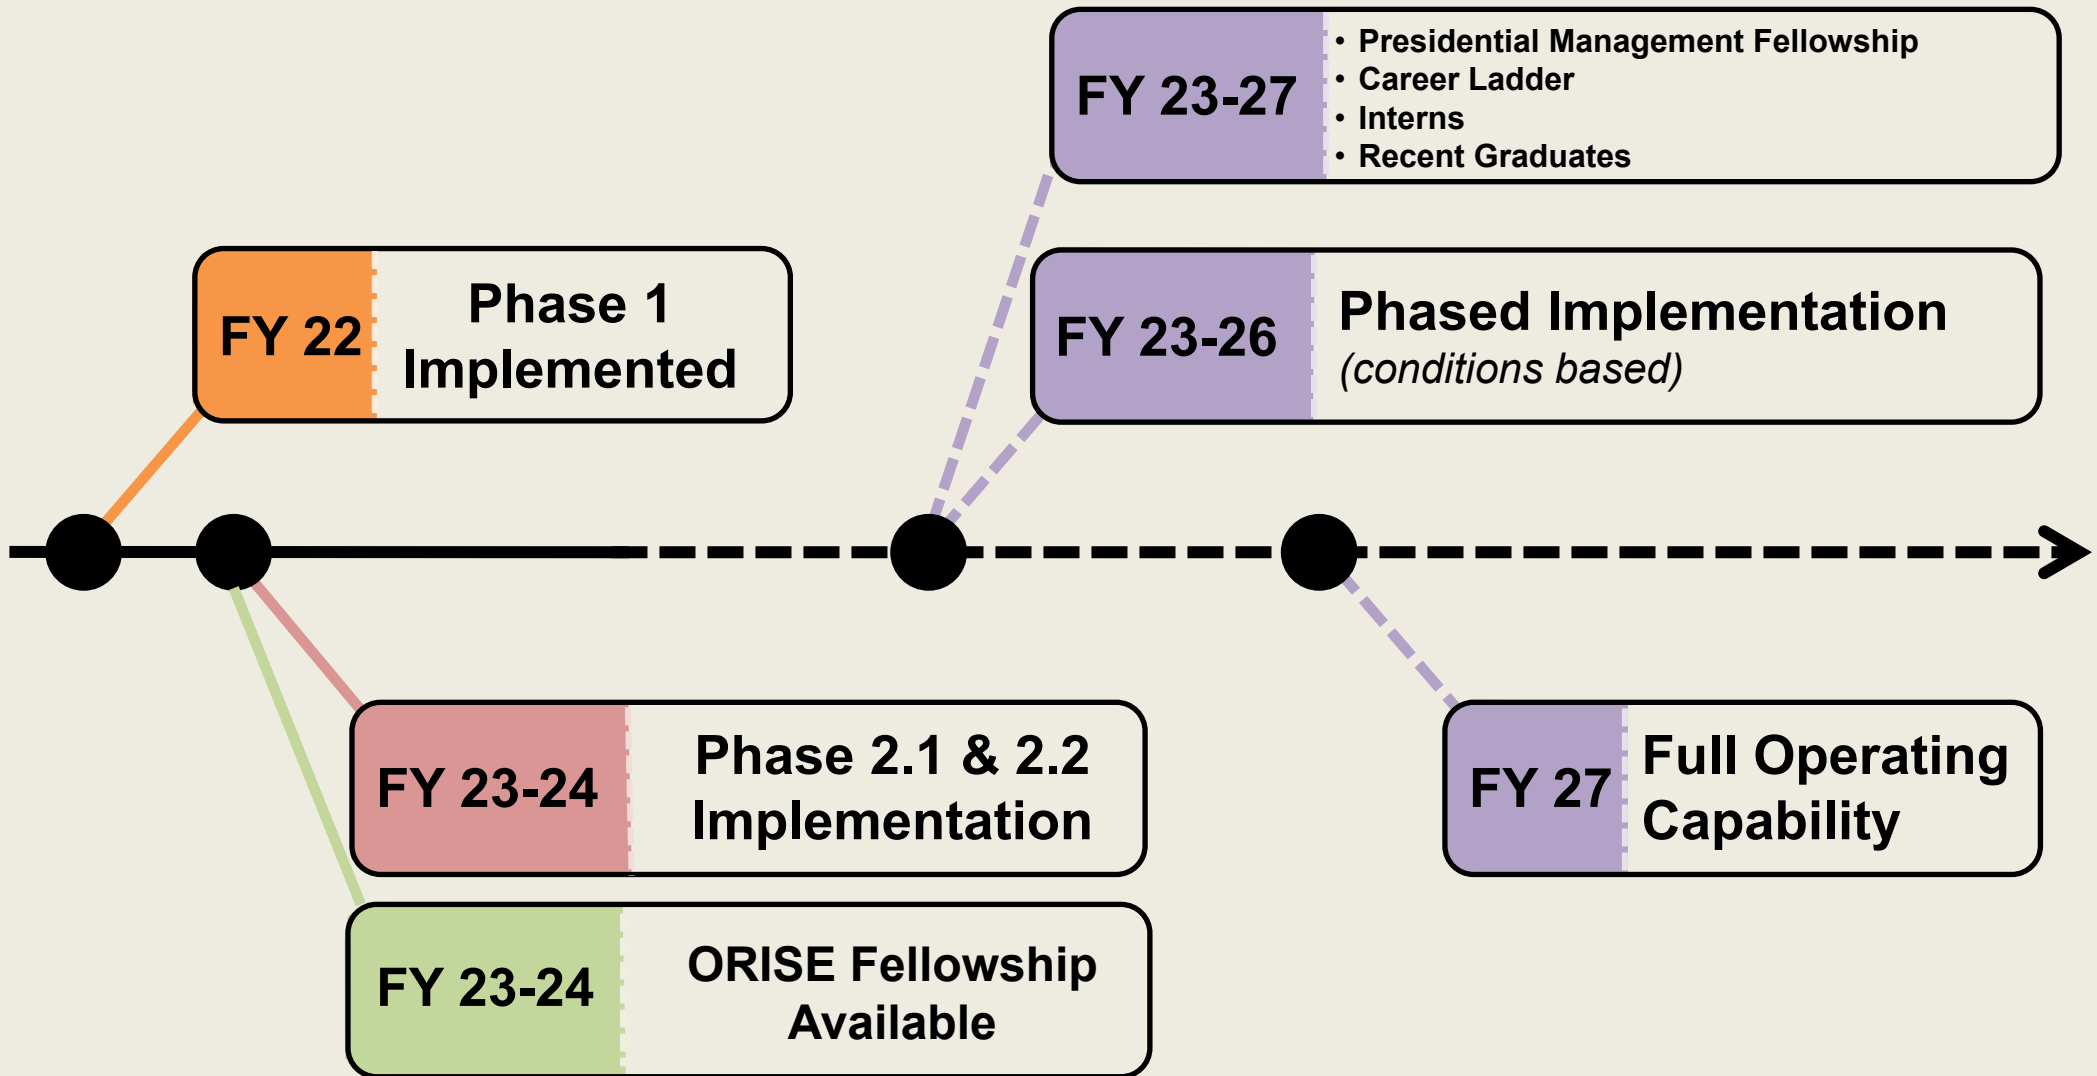 FY 23-27
• Presidential Management Fellowship
• Career Ladder
• Interns
• Recent Graduates
FY 22
Phase 1
Implemented
FY 23-26
Phased Implementation
(conditions based)
FY 23-24
Phase 2.1 & 2.2
Implementation
FY 27
Full Operating
Capability
FY 23-24
ORISE Fellowship
Available